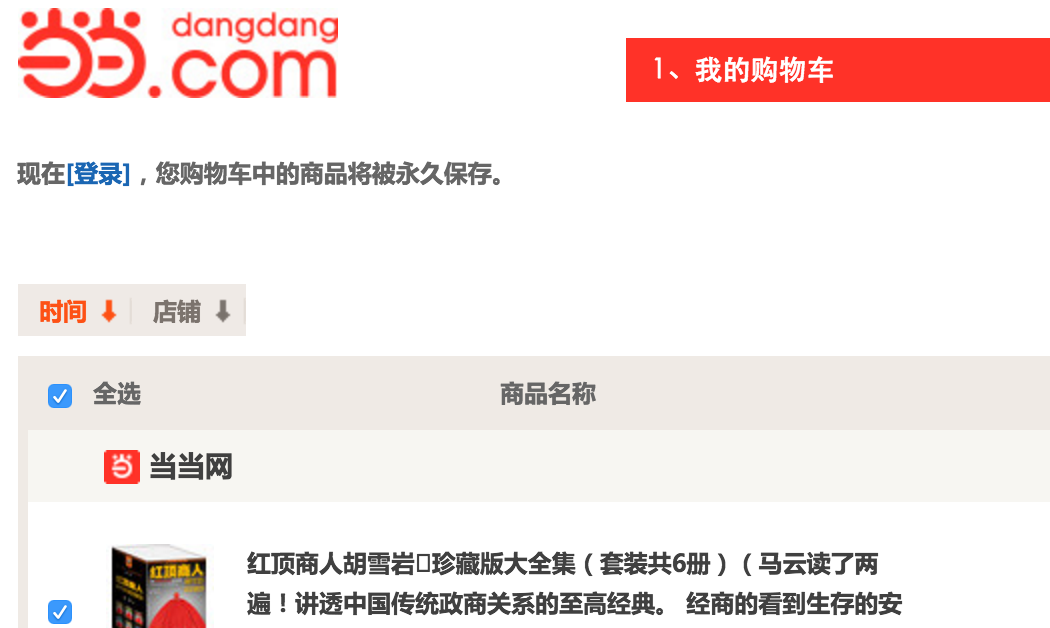 dangdang
.com
1、我的购物车
现在[登录]，您购物车中的商品将被永久保存。
时间 店铺
全选 商品名称
当当网
红顶商人胡雪岩▯珍藏版大全集（套装共6册）（马云读了两
遍！讲透中国传统政商关系的至高经典。 经商的看到生存的安
红顶商人